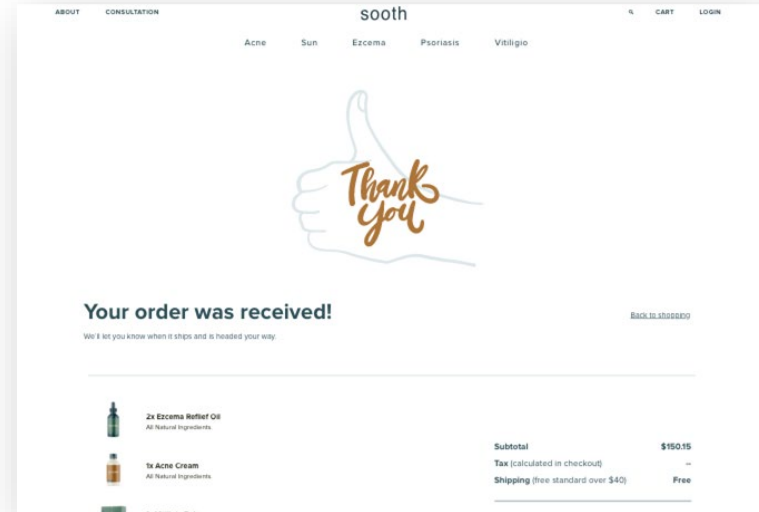 ABOUT CONSULTATION sooth CART LOGIN
Acne Sun Ezcema Psoriasis Vitiligio
Thank
you
Your order was received!
Back to shopping
We'll let you know when it ships and is headed your way.
2x Ezcema Reflief Oil
All Natural Ingredients
Subtotal $150.15
Tax (calculated in checkout) --
1x Acne Cream
All Natural Ingredients
Shipping (free standard over $40) Free